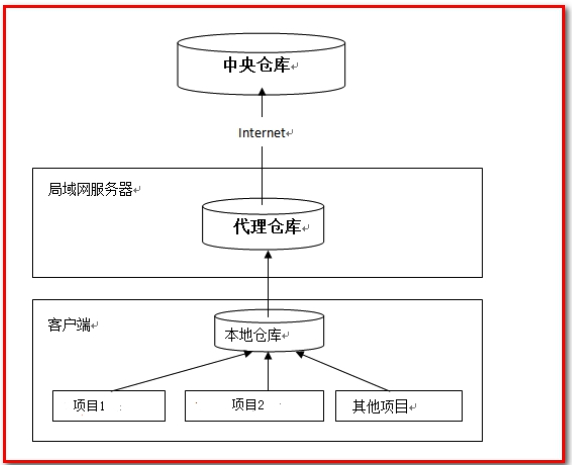 中央仓库
Internet
局域网服务器
代理仓库
客户端
本地仓库
项目1
项目2
其他项目